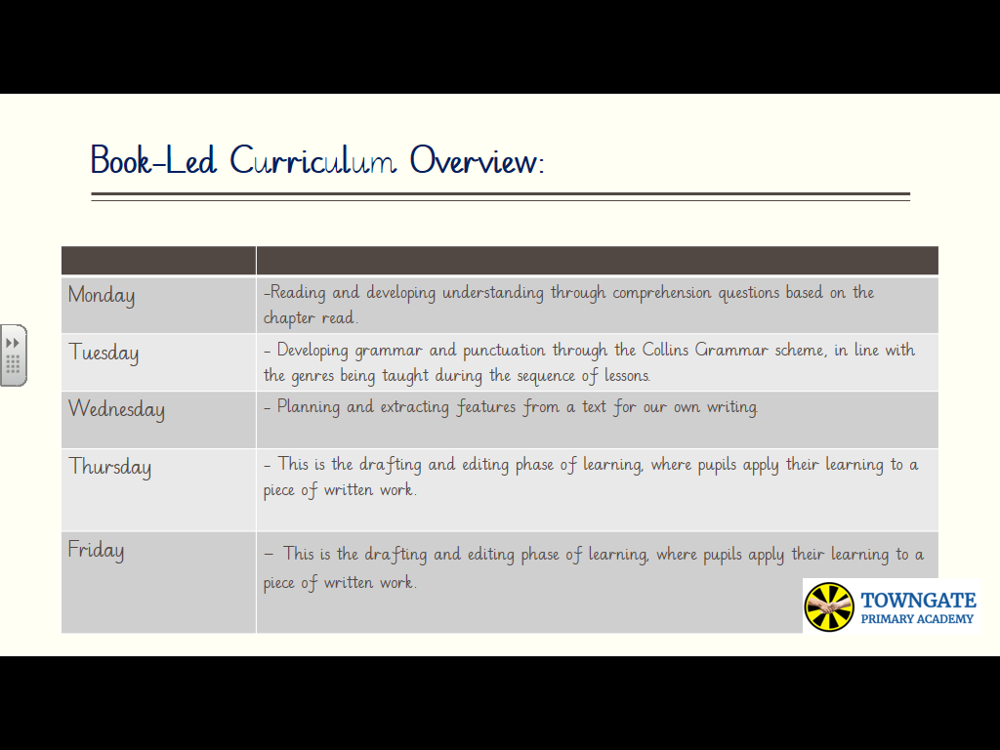 Book-Led Curriculum Overview:
Monday
-Reading and developing understanding through comprehension questions based on the
chapter read.
Tuesday
- Developing grammar and punctuation through the Collins Grammar scheme, in line with
the genres being taught during the sequence of lessons.
Wednesday
- Planning and extracting features from a text for our own writing.
Thursday
- This is the drafting and editing phase of learning, where pupils apply their learning to a
piece of written work.
Friday
- This is the drafting and editing phase of learning, where pupils apply their learning to a
piece of written work.
TOWNGATE
PRIMARY ACADEMY